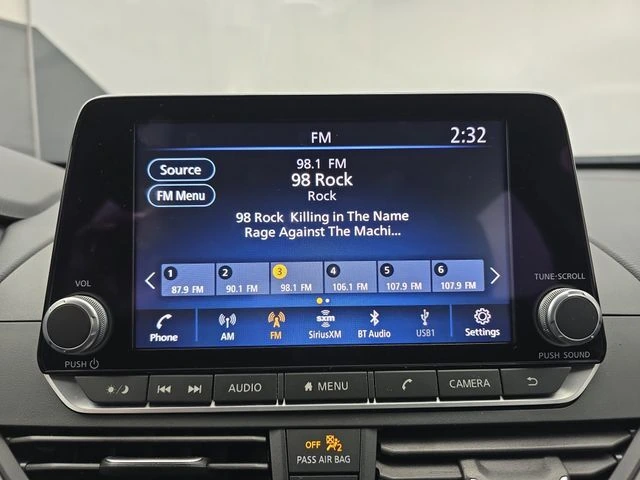 FM 2:32
Source
FM Menu
98.1 FM
98 Rock
Rock
98 Rock Killing in The Name
Rage Against The Machi...
1 2 3 4 5 6
87.9 FM 90.1 FM 98.1 FM 106.1 FM 107.9 FM 107.9 FM
Phone AM FM sxm SiriusXM BT Audio USB1 Settings
VOL
PUSH
TUNE·SCROLL
PUSH SOUND
AUDIO MENU CAMERA
OFF 2
PASS AIR BAG